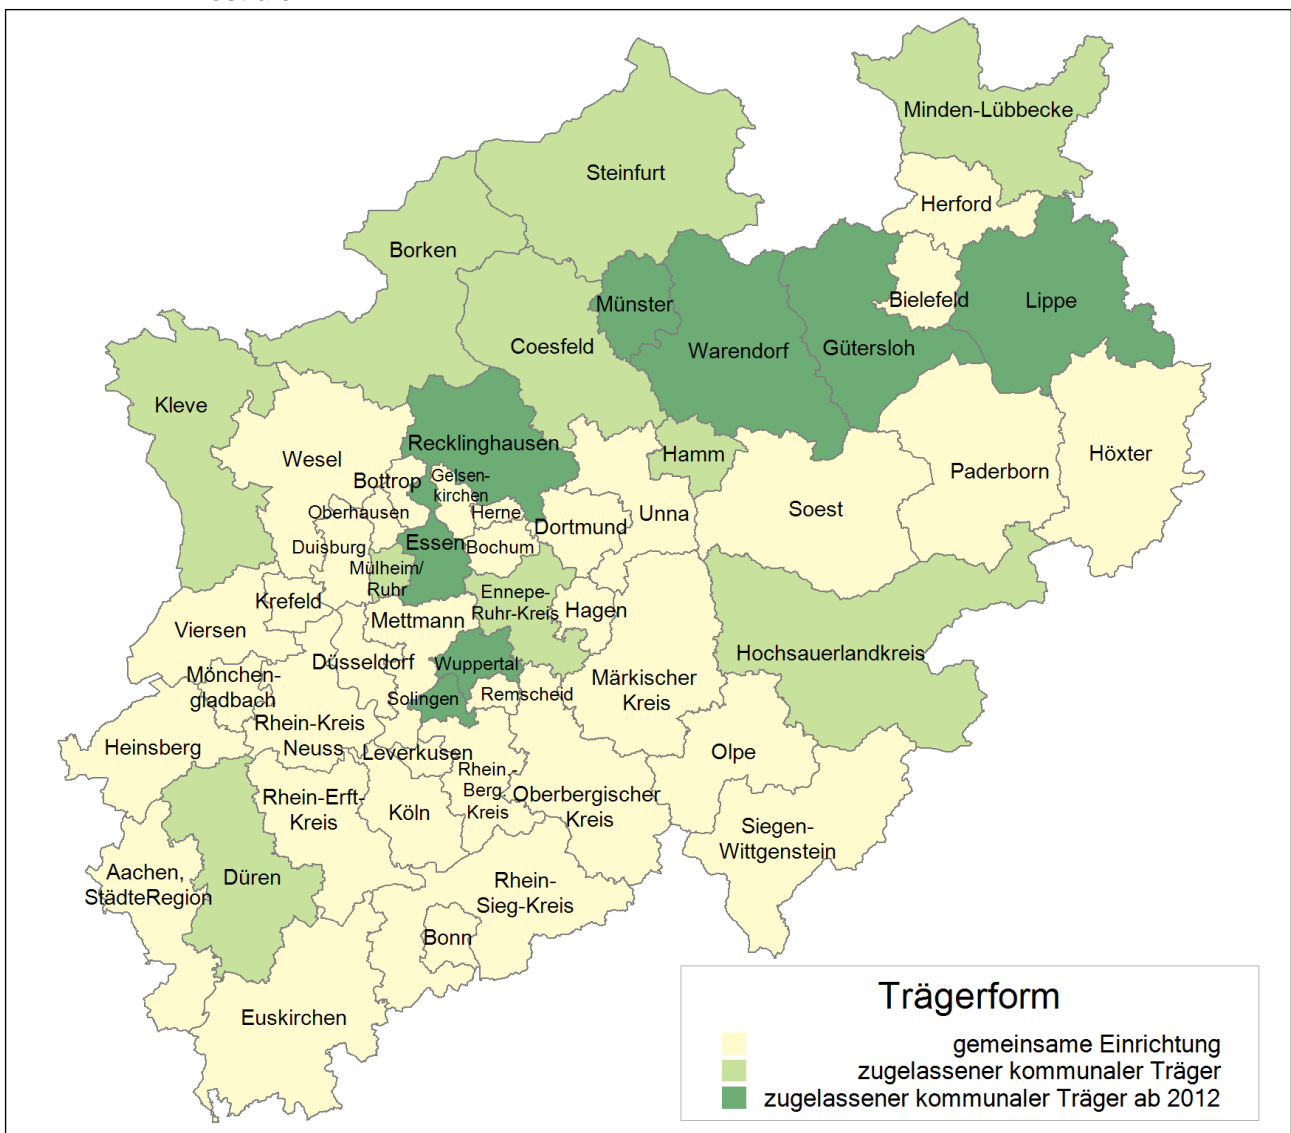 Minden-Lübbecke
Steinfurt
Herford
Borken
Bielefeld
Lippe
Münster
Coesfeld
Warendorf
Gütersloh
Kleve
Recklinghausen
Hamm
Höxter
Wesel
Paderborn
Bottrop
Gelsen-
kirchen
Oberhausen
Herne
Dortmund
Unna
Soest
Duisburg
Essen
Bochum
Mülheim/
Ruhr
Ennepe-
Ruhr-Kreis
Hagen
Krefeld
Viersen
Mettmann
Düsseldorf
Wuppertal
Hochsauerlandkreis
Mönchen-
gladbach
Solingen
Remscheid
Märkischer
Kreis
Rhein-Kreis
Neuss
Heinsberg
Leverkusen
Olpe
Rhein.-
Berg
Kreis
Rhein-Erft-
Kreis
Köln
Oberbergischer
Kreis
Siegen-
Wittgenstein
Aachen,
StädteRegion
Düren
Rhein-
Sieg-Kreis
Bonn
Euskirchen
Trägerform
gemeinsame Einrichtung
zugelassener kommunaler Träger
zugelassener kommunaler Träger ab 2012